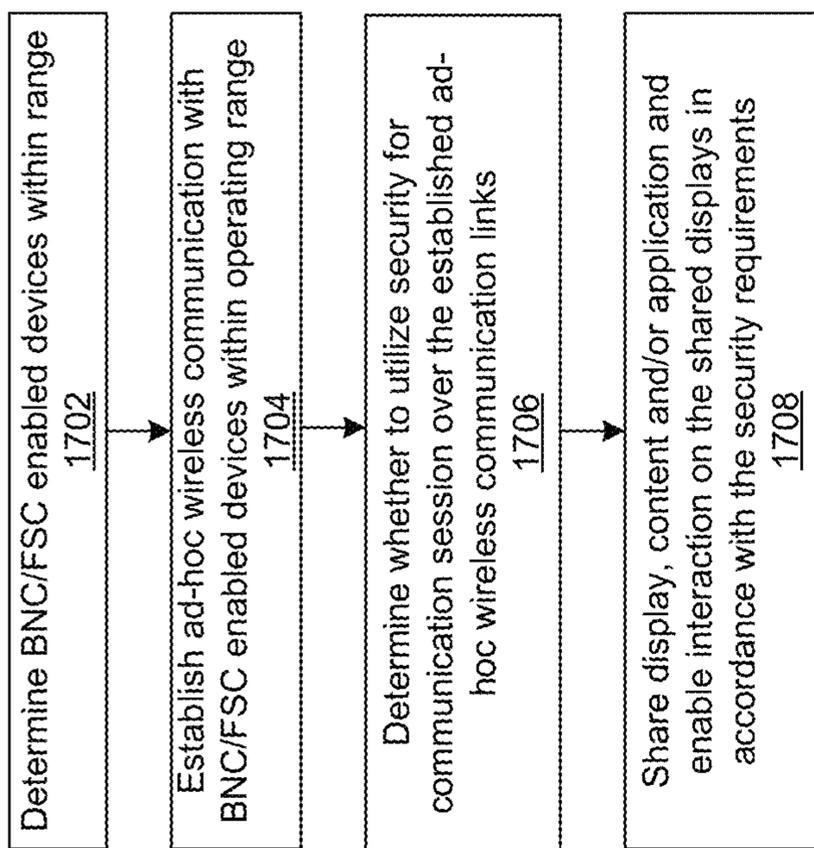 Determine BNC/FSC enabled devices within range
1702
Establish ad-hoc wireless communication with
BNC/FSC enabled devices within operating range
1704
Determine whether to utilize security for
communication session over the established ad-
hoc wireless communication links
1706
Share display, content and/or application and
enable interaction on the shared displays in
accordance with the security requirements
1708